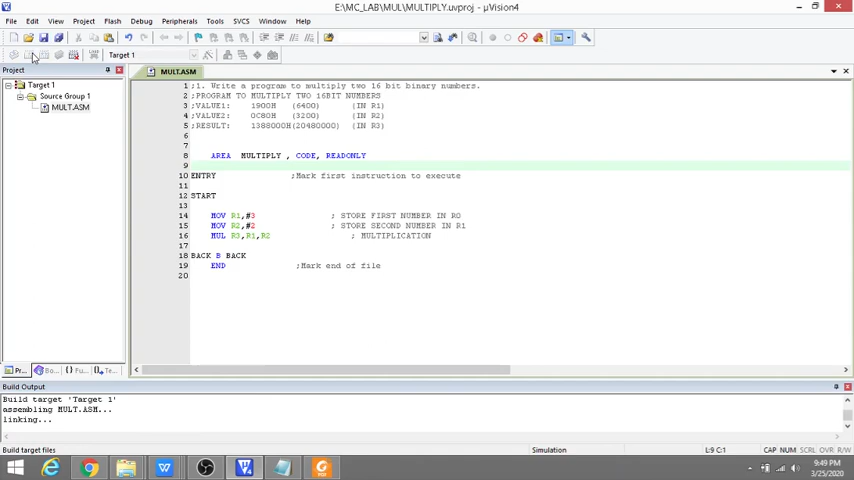 E:\MC_LAB\MUL\MULTIPLY.uvproj - µVision4
File Edit View Project Flash Debug Peripherals Tools SVCS Window Help
Target 1
Project
MULT.ASM
Target 1
Source Group 1
MULT.ASM
1 ;1. Write a program to multiply two 16 bit binary numbers.
2 ;PROGRAM TO MULTIPLY TWO 16BIT NUMBERS
3 ;VALUE1: 1900H (6400) (IN R1)
4 ;VALUE2: 0C80H (3200) (IN R2)
5 ;RESULT: 1388000H(20480000) (IN R3)
6
7
8 AREA MULTIPLY , CODE, READONLY
9
10 ENTRY ;Mark first instruction to execute
11
12 START
13
14 MOV R1,#3 ; STORE FIRST NUMBER IN R0
15 MOV R2,#2 ; STORE SECOND NUMBER IN R1
16 MUL R3,R1,R2 ; MULTIPLICATION
17
18 BACK B BACK
19 END ;Mark end of file
20
Pr... Bo... {} Fu... Te...
Build Output
Build target 'Target 1'
assembling MULT.ASM...
linking...
Build target files Simulation L:9 C:1 CAP NUM SCRL OVR R/W
9:49 PM
3/25/2020